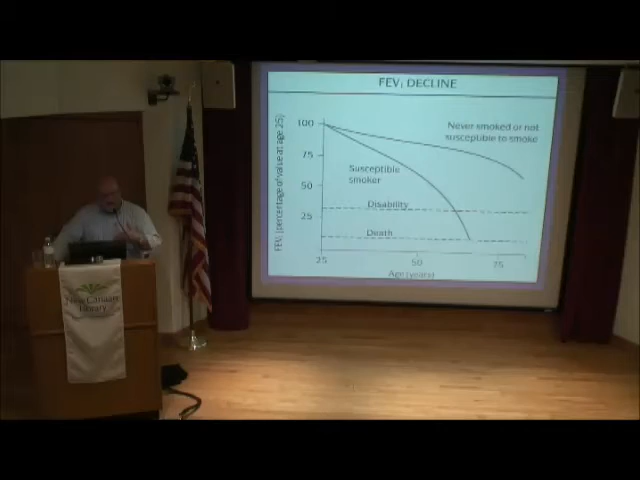 FEV₁ DECLINE
FEV₁ (percentage of value at age 25)
100
75
50
25
Never smoked or not
susceptible to smoke
Susceptible
smoker
Disability
Death
25
50
75
Age (years)
New Canaan
Library